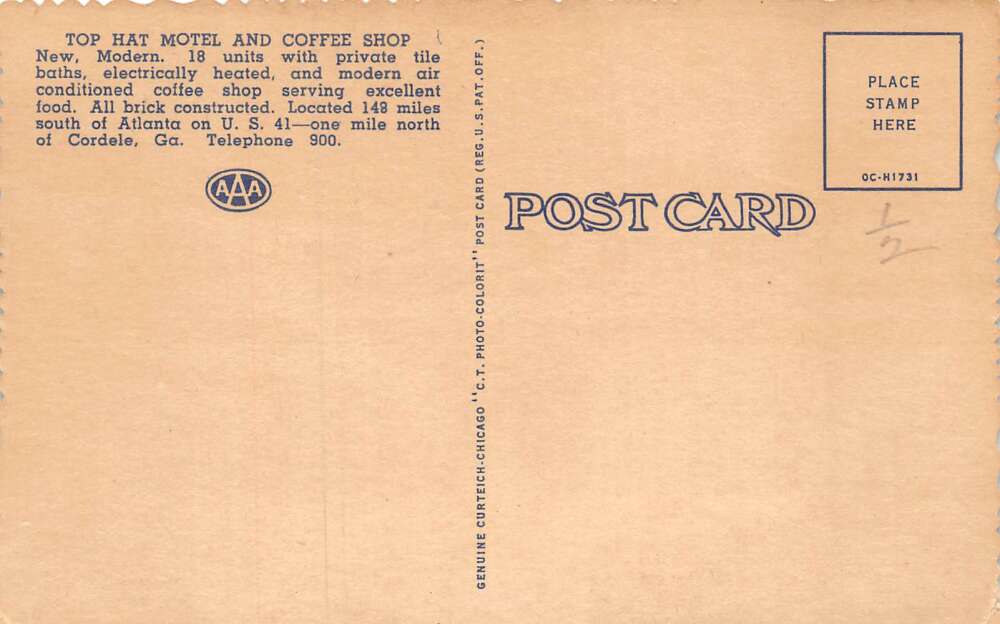 TOP HAT MOTEL AND COFFEE SHOP
New, Modern. 18 units with private tile
baths, electrically heated, and modern air
conditioned coffee shop serving excellent
food. All brick constructed. Located 148 miles
south of Atlanta on U. S. 41—one mile north
of Cordele, Ga. Telephone 900.
AAA
GENUINE CURTEICH-CHICAGO "C.T. PHOTO-COLORIT" POST CARD (REG. U.S. PAT. OFF.)
POST CARD
PLACE
STAMP
HERE
OC-H1731
1/2